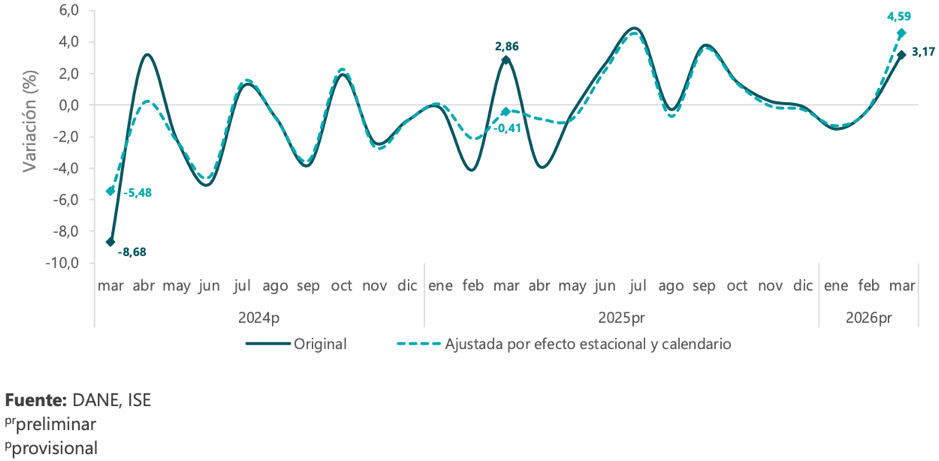 6,0
4,0
2,0
0,0
-2,0
-4,0
-6,0
-8,0
-10,0
Variación (%)
-5,48
-8,68
2,86
-0,41
4,59
3,17
mar abr may jun jul ago sep oct nov dic ene feb mar abr may jun jul ago sep oct nov dic ene feb mar
2024p 2025pr 2026pr
Original Ajustada por efecto estacional y calendario
Fuente: DANE, ISE
prpreliminar
pprovisional